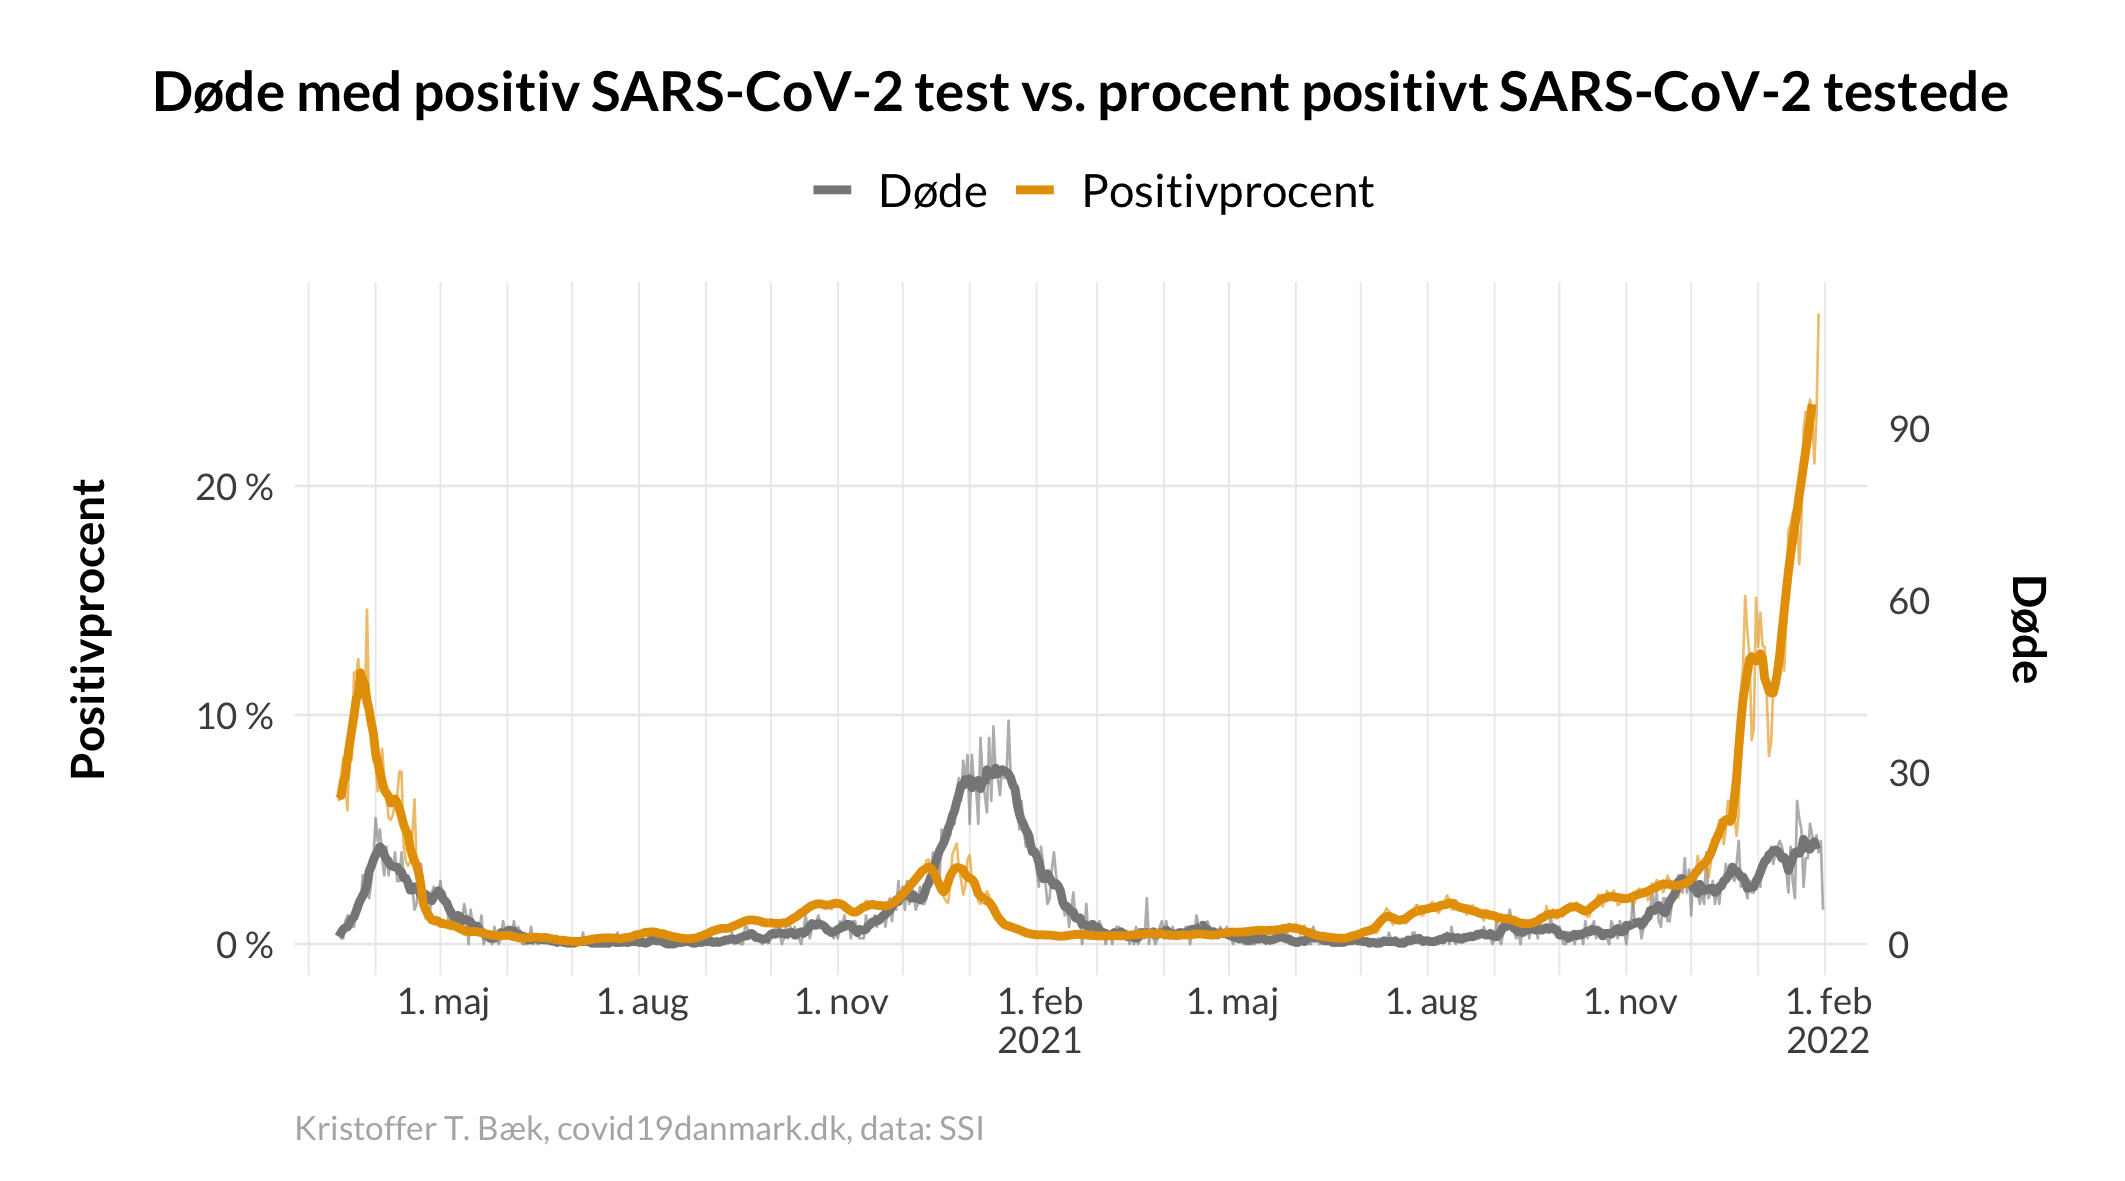 Døde med positiv SARS-CoV-2 test vs. procent positivt SARS-CoV-2 testede
Døde Positivprocent
Positivprocent
20 %
10 %
0 %
90
60
30
0
Døde
1. maj 1. aug 1. nov 1. feb 1. maj 1. aug 1. nov 1. feb
2021 2022
Kristoffer T. Bæk, covid19danmark.dk, data: SSI